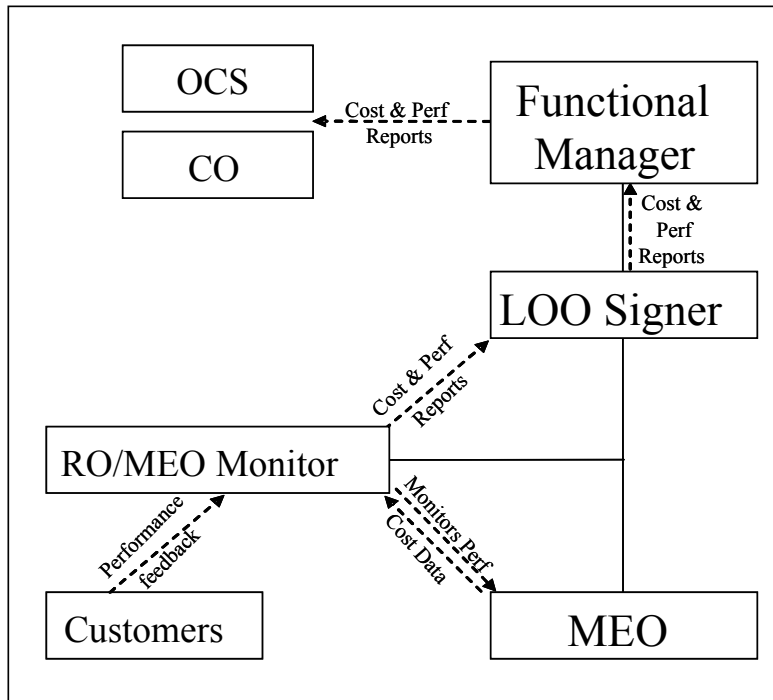 OCS
CO
Cost & Perf
Reports
Functional
Manager
Cost &
Perf
Reports
LOO Signer
Cost & Perf
Reports
RO/MEO Monitor
Performance
feedback
Monitors Perf
Cost Data
Customers
MEO